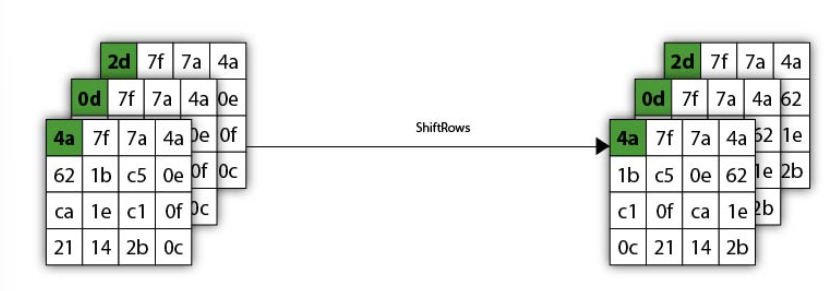 2d 7f 7a 4a 2d 7f 7a 4a
0d 7f 7a 4a 0e 0d 7f 7a 4a 62
4a 7f 7a 4a 0e 0f ShiftRows 4a 7f 7a 4a 62 1e
62 1b c5 0e 0f 0c 1b c5 0e 62 1e 2b
ca 1e c1 0f 0c c1 0f ca 1e 2b
21 14 2b 0c 0c 21 14 2b